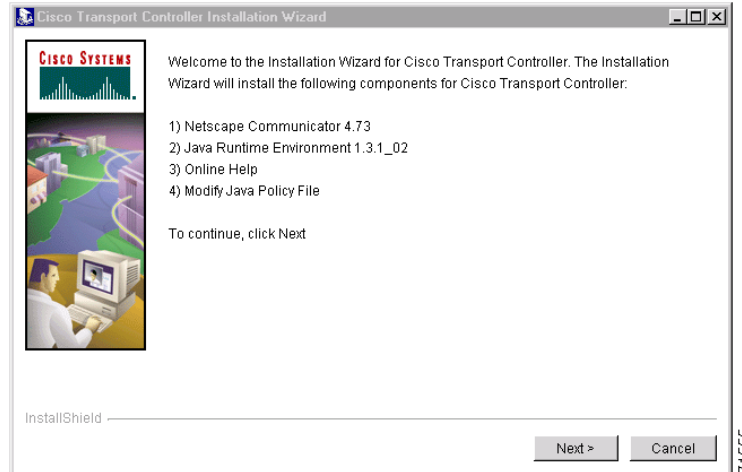 Cisco Transport Controller Installation Wizard
CISCO SYSTEMS
Welcome to the Installation Wizard for Cisco Transport Controller. The Installation
Wizard will install the following components for Cisco Transport Controller:
1) Netscape Communicator 4.73
2) Java Runtime Environment 1.3.1_02
3) Online Help
4) Modify Java Policy File
To continue, click Next
InstallShield
Next >
Cancel